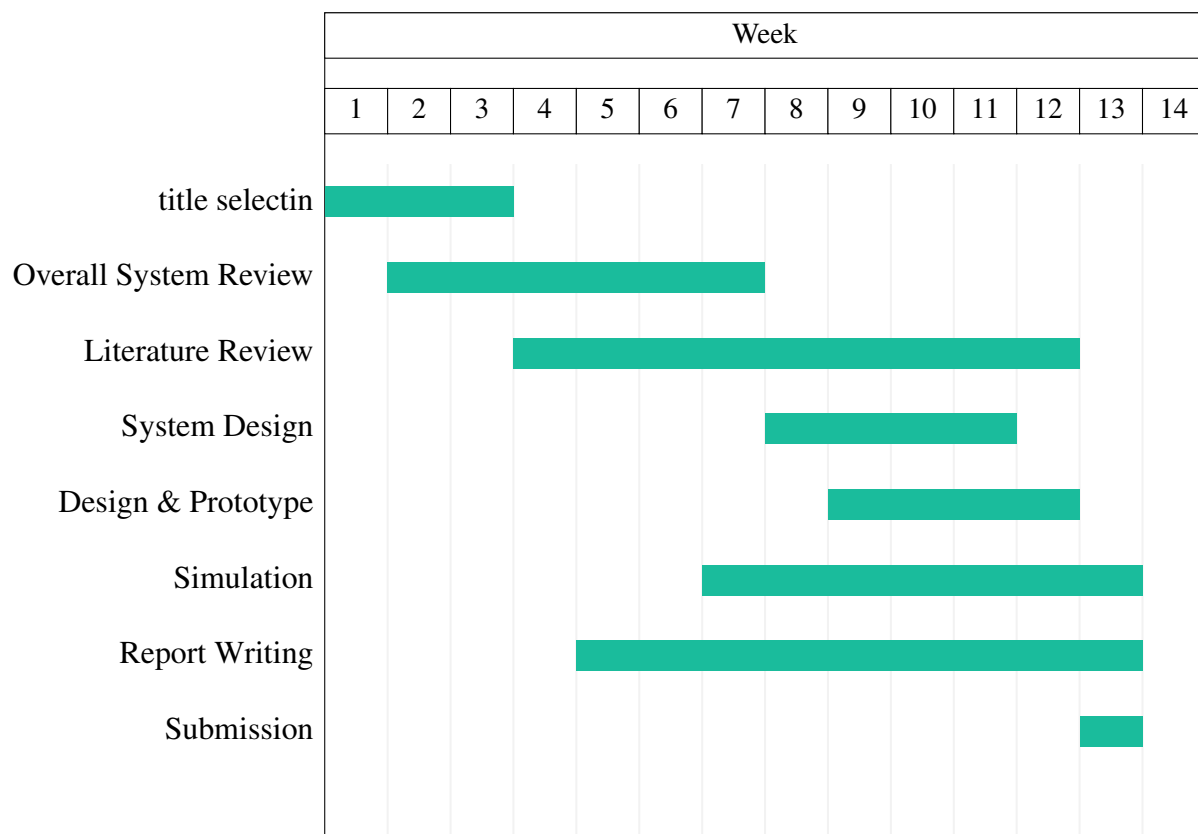 Week
1 2 3 4 5 6 7 8 9 10 11 12 13 14
title selectin
Overall System Review
Literature Review
System Design
Design & Prototype
Simulation
Report Writing
Submission